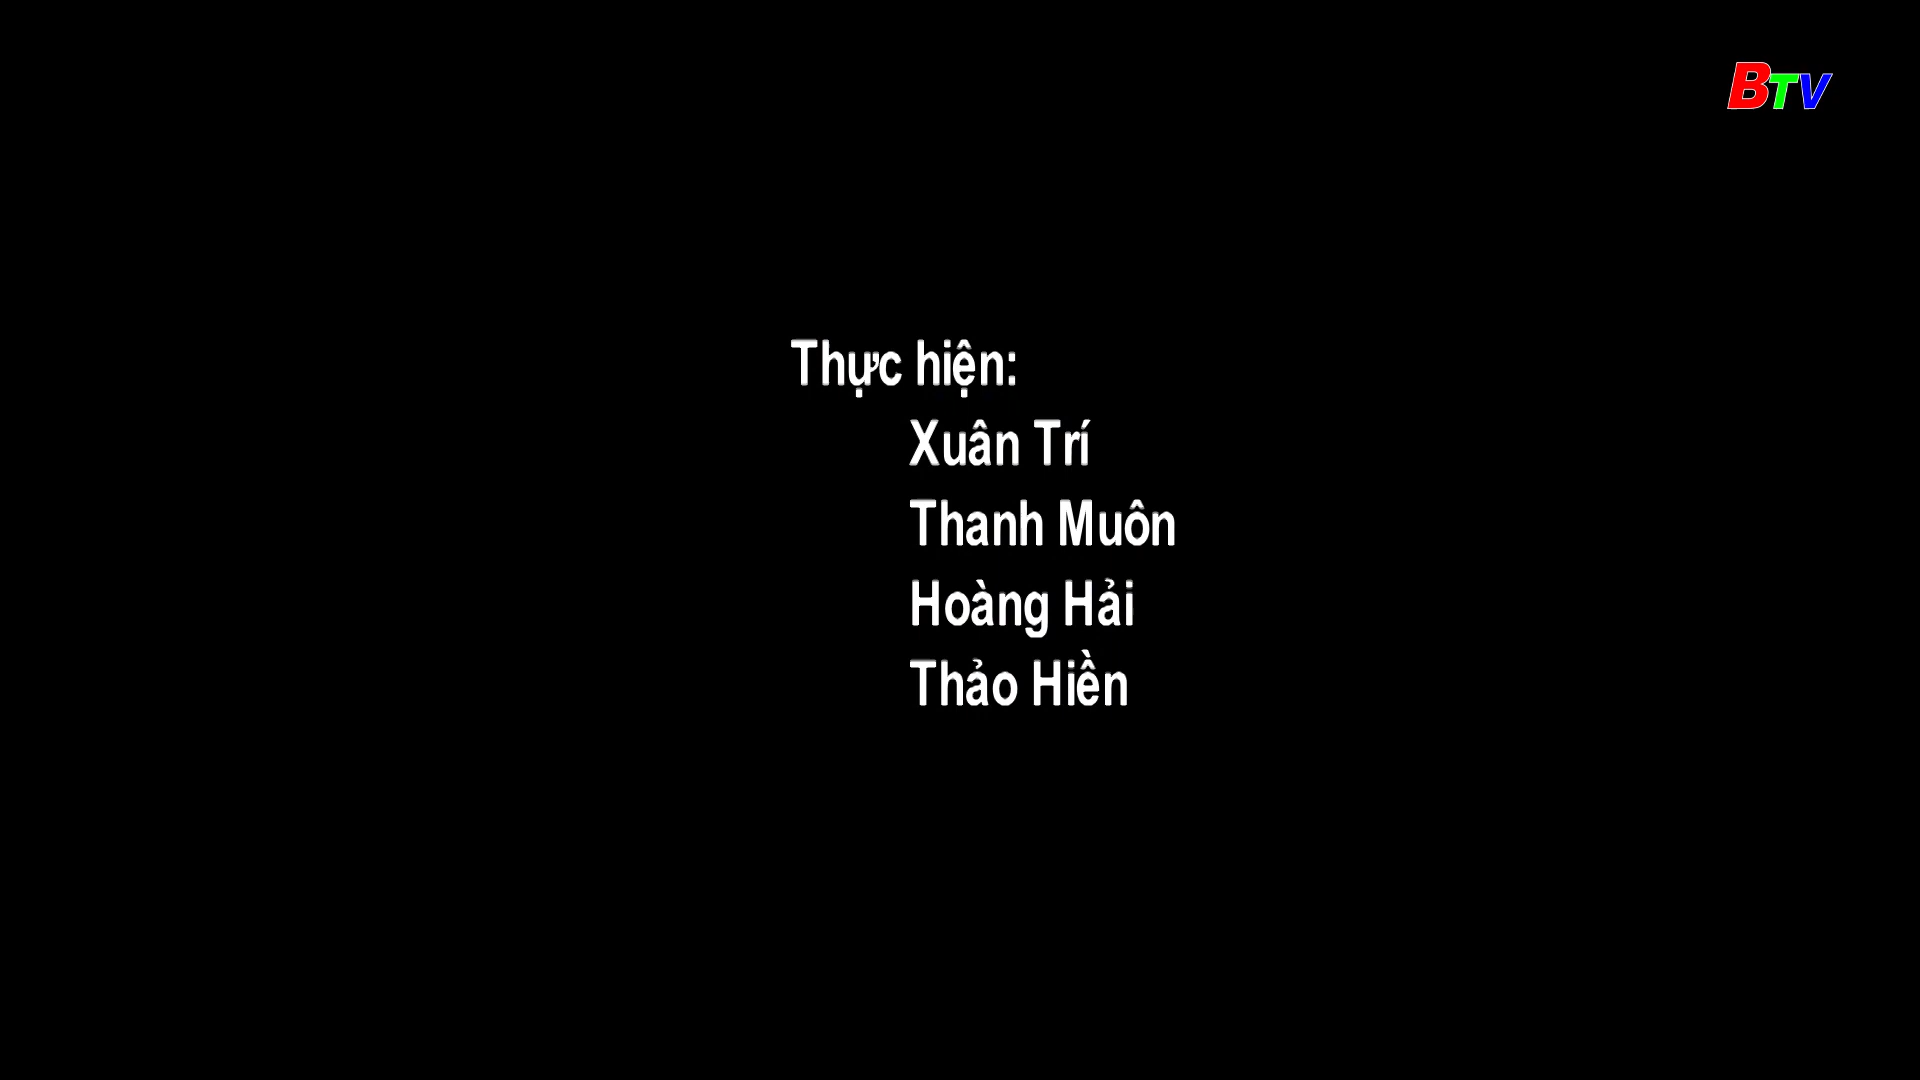 BTV
Thực hiện:
Xuân Trí
Thanh Muôn
Hoàng Hải
Thảo Hiền